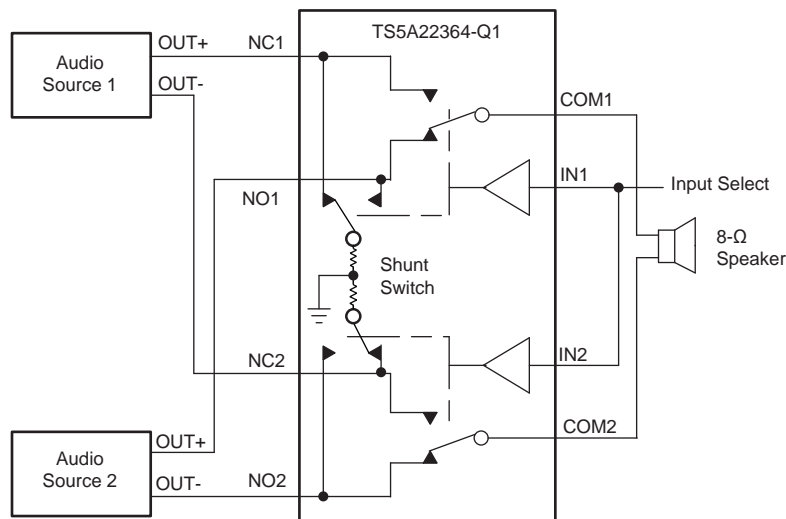 TS5A22364-Q1
OUT+
NC1
Audio
Source 1
OUT-
COM1
IN1
Input Select
NO1
8-Ω
Speaker
Shunt
Switch
NC2
IN2
COM2
OUT+
Audio
Source 2
OUT-
NO2